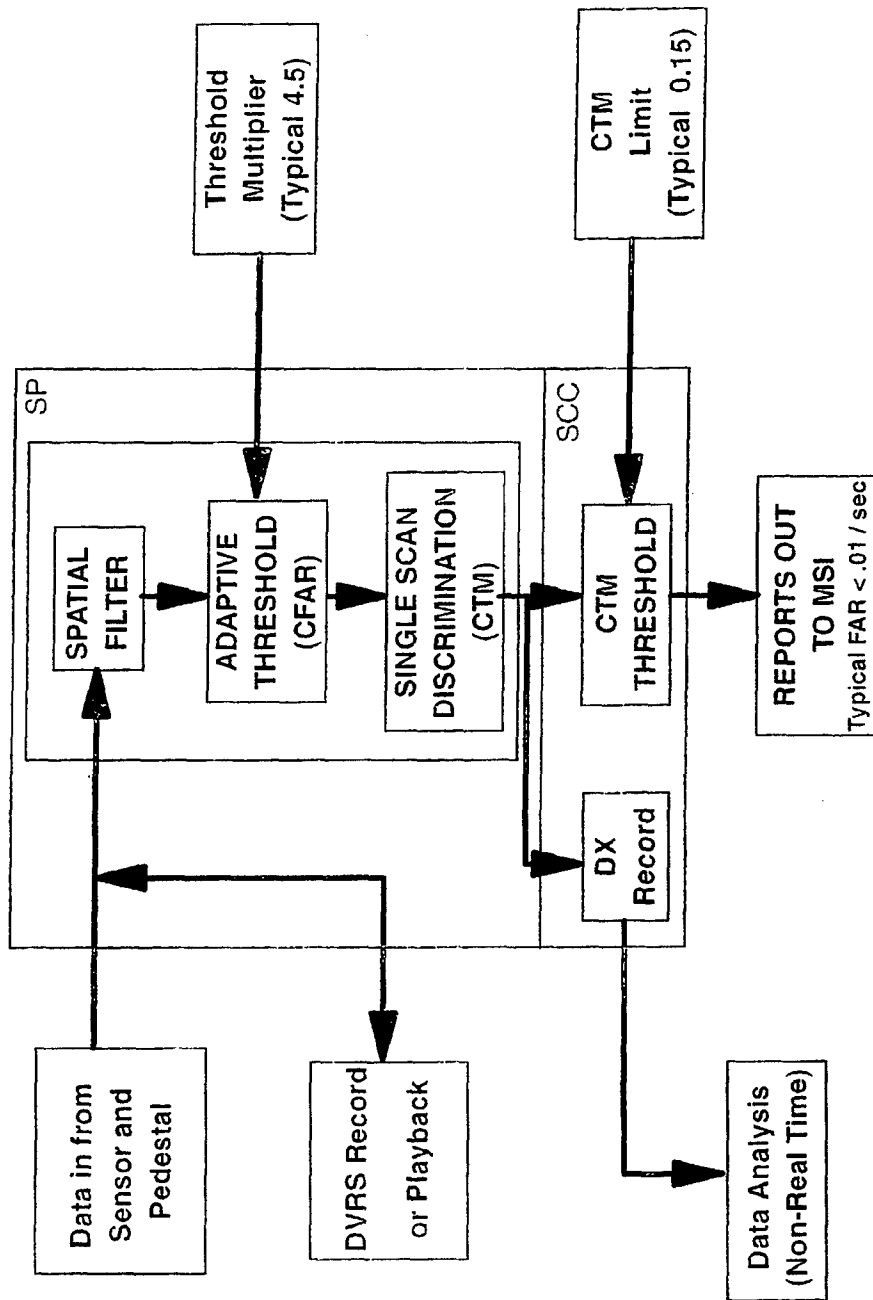 Data in from
Sensor and
Pedestal
DVRS Record
or Playback
Data Analysis
(Non-Real Time)
SP
SPATIAL
FILTER
ADAPTIVE
THRESHOLD
(CFAR)
SINGLE SCAN
DISCRIMINATION
(CTM)
SCC
DX
Record
CTM
THRESHOLD
REPORTS OUT
TO MSI
Typical FAR < .01 / sec
Threshold
Multiplier
(Typical 4.5)
CTM
Limit
(Typical 0.15)